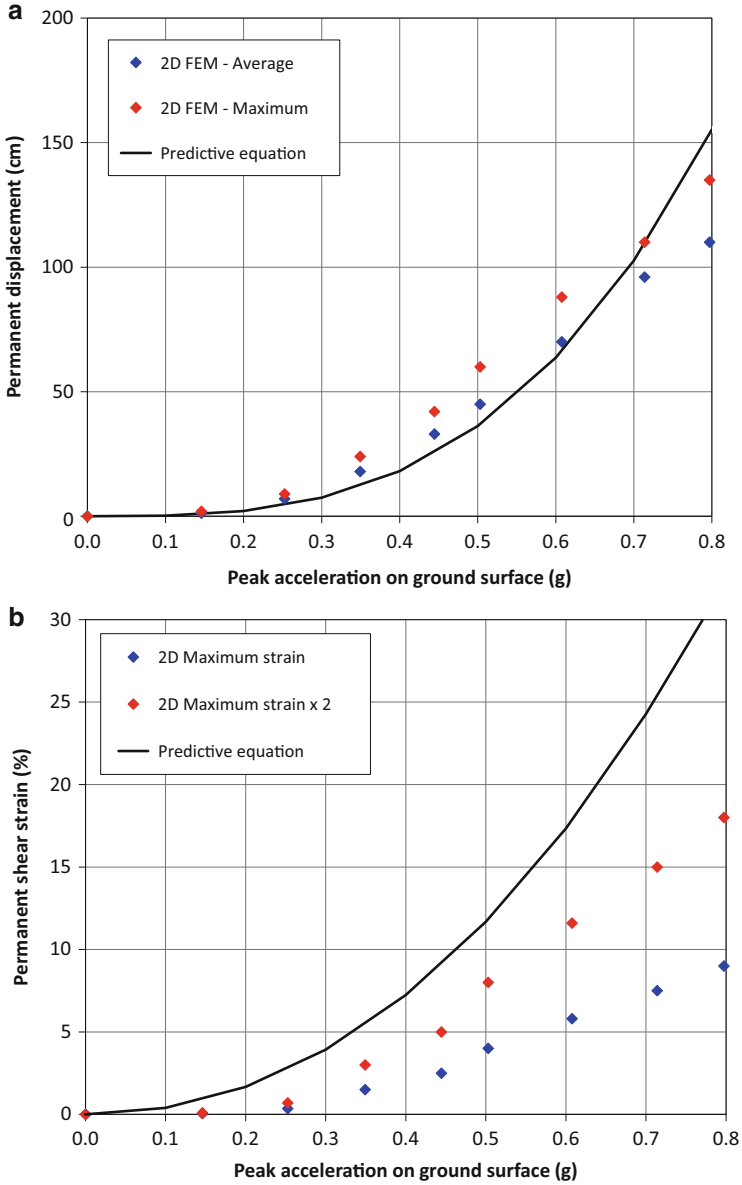 a
200
150
100
50
0
Permanent displacement (cm)
2D FEM - Average
2D FEM - Maximum
Predictive equation
0.0 0.1 0.2 0.3 0.4 0.5 0.6 0.7 0.8
Peak acceleration on ground surface (g)
b
30
25
20
15
10
5
0
Permanent shear strain (%)
2D Maximum strain
2D Maximum strain x 2
Predictive equation
0.0 0.1 0.2 0.3 0.4 0.5 0.6 0.7 0.8
Peak acceleration on ground surface (g)